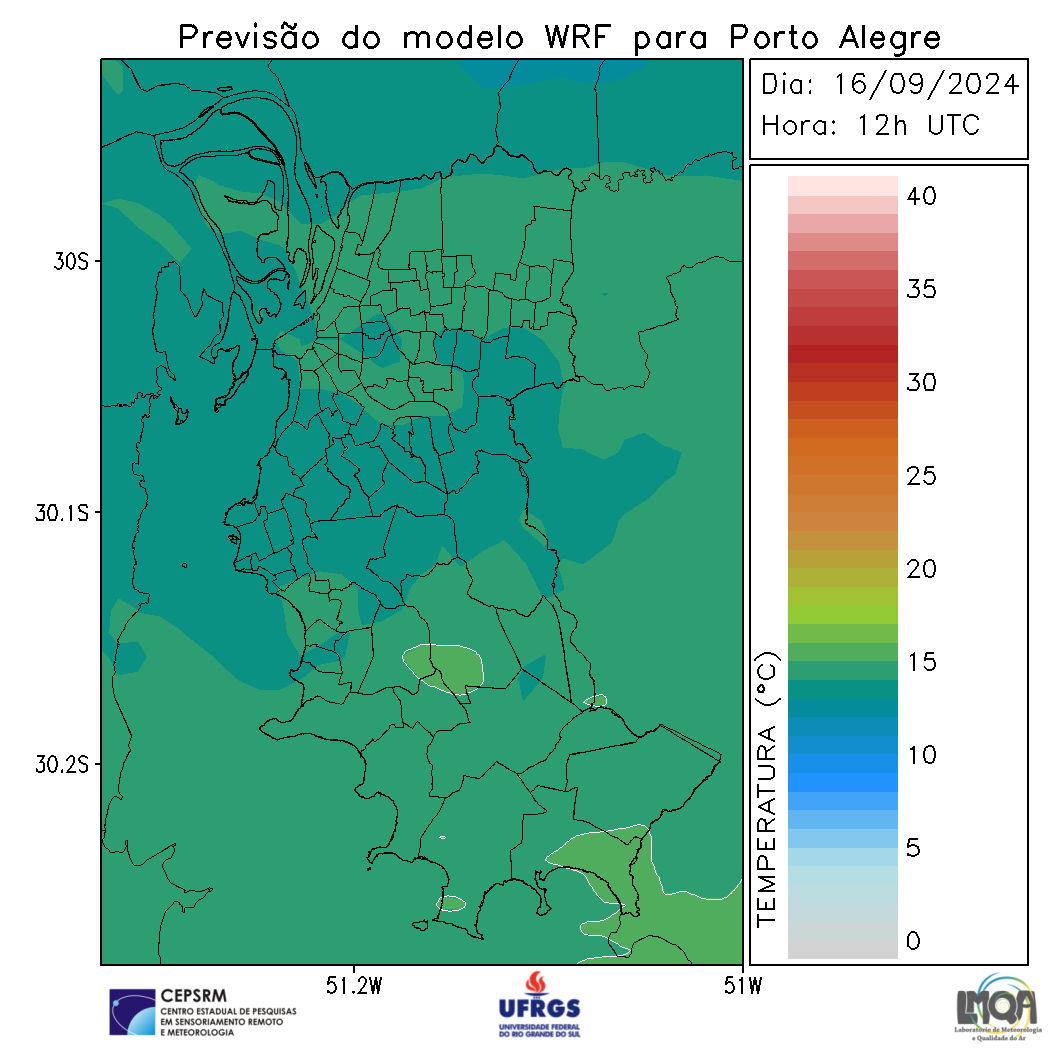 Previsão do modelo WRF para Porto Alegre
Dia: 16/09/2024
Hora: 12h UTC
40
35
30
25
20
15
10
5
0
TEMPERATURA (°C)
30S
30.1S
30.2S
51.2W
51W
CEPSRM
CENTRO ESTADUAL DE PESQUISAS
EM SENSORIAMENTO REMOTO
E METEOROLOGIA
UFRGS
UNIVERSIDADE FEDERAL
DO RIO GRANDE DO SUL
LMQA
Laboratório de Meteorologia
e Qualidade do Ar